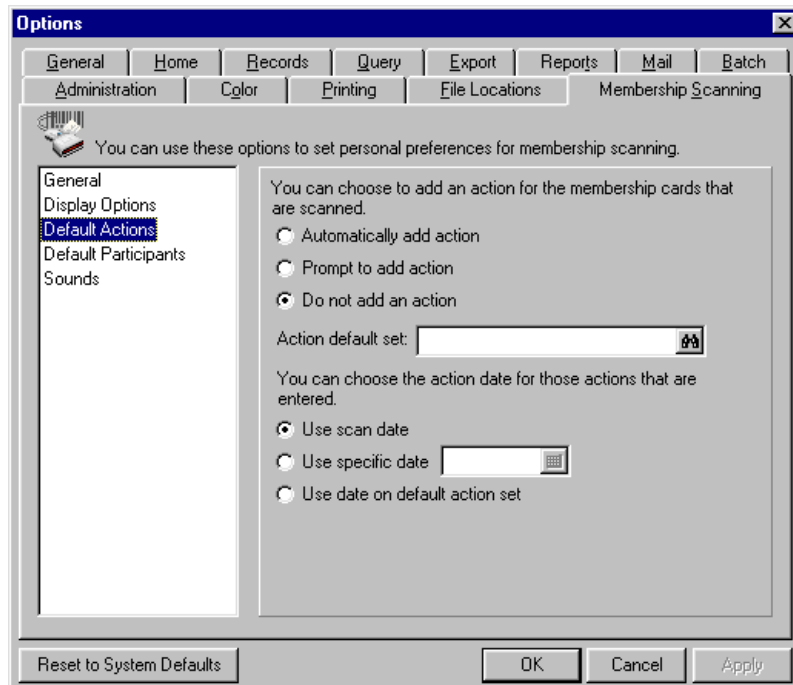 Options
General Home Records Query Export Reports Mail Batch
Administration Color Printing File Locations Membership Scanning
You can use these options to set personal preferences for membership scanning.
General
Display Options
Default Actions
Default Participants
Sounds
You can choose to add an action for the membership cards that
are scanned.
Automatically add action
Prompt to add action
Do not add an action
Action default set:
You can choose the action date for those actions that are
entered.
Use scan date
Use specific date
Use date on default action set
Reset to System Defaults OK Cancel Apply